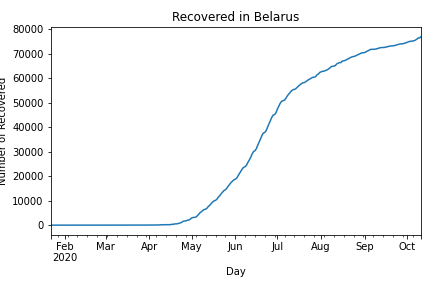 Recovered in Belarus
80000
70000
60000
50000
40000
30000
20000
10000
0
Number of Recovered
Feb Mar Apr May Jun Jul Aug Sep Oct
2020
Day